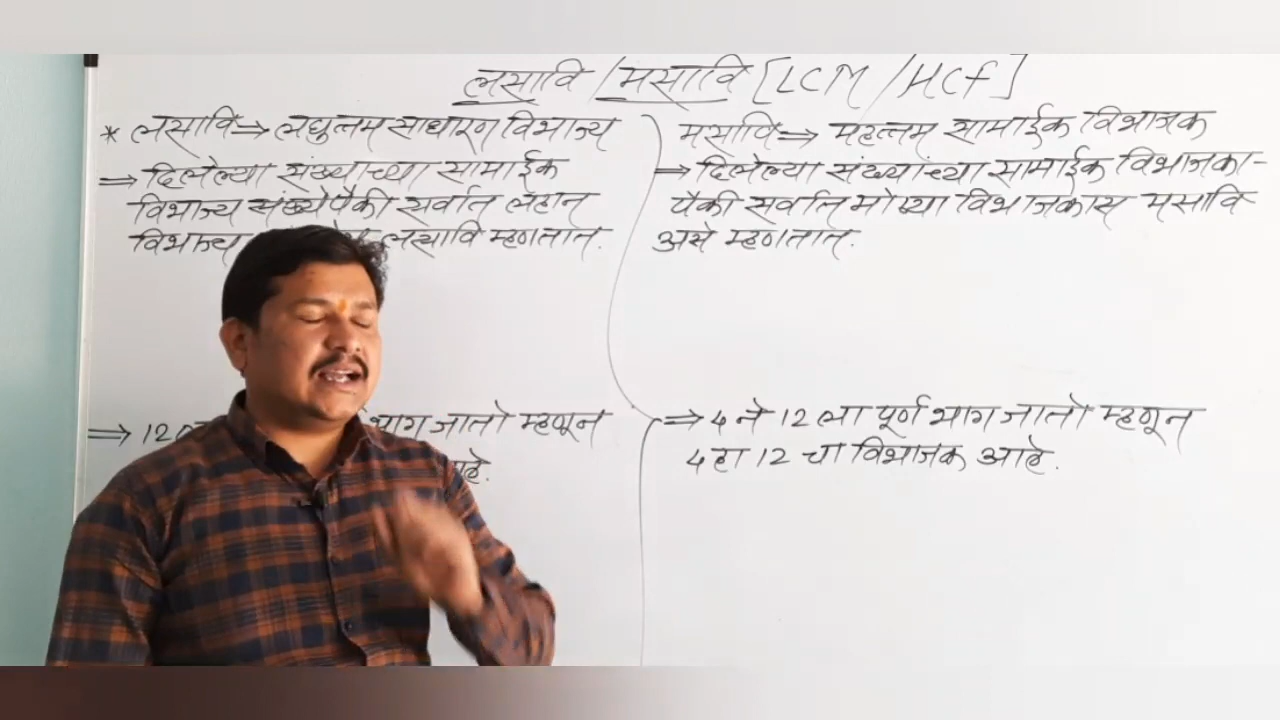 लसावि / मसावि [LCM / HCF]
* लसावि ⇒ लघुत्तम साधारण विभाज्य
⇒ दिलेल्या संख्याच्या सामाईक
विभाज्य संख्येपैकी सर्वात लहान
विभाज्य लसावि म्हणतात.
⇒ 12 भाग जातो म्हणून
आहे.
मसावि ⇒ महत्तम सामाईक विभाजक
⇒ दिलेल्या संख्यांच्या सामाईक विभाजका-
पैकी सर्वात मोठ्या विभाजकास मसावि
असे म्हणतात.
⇒ 4 ने 12 ला पूर्ण भाग जातो म्हणून
4 हा 12 चा विभाजक आहे.